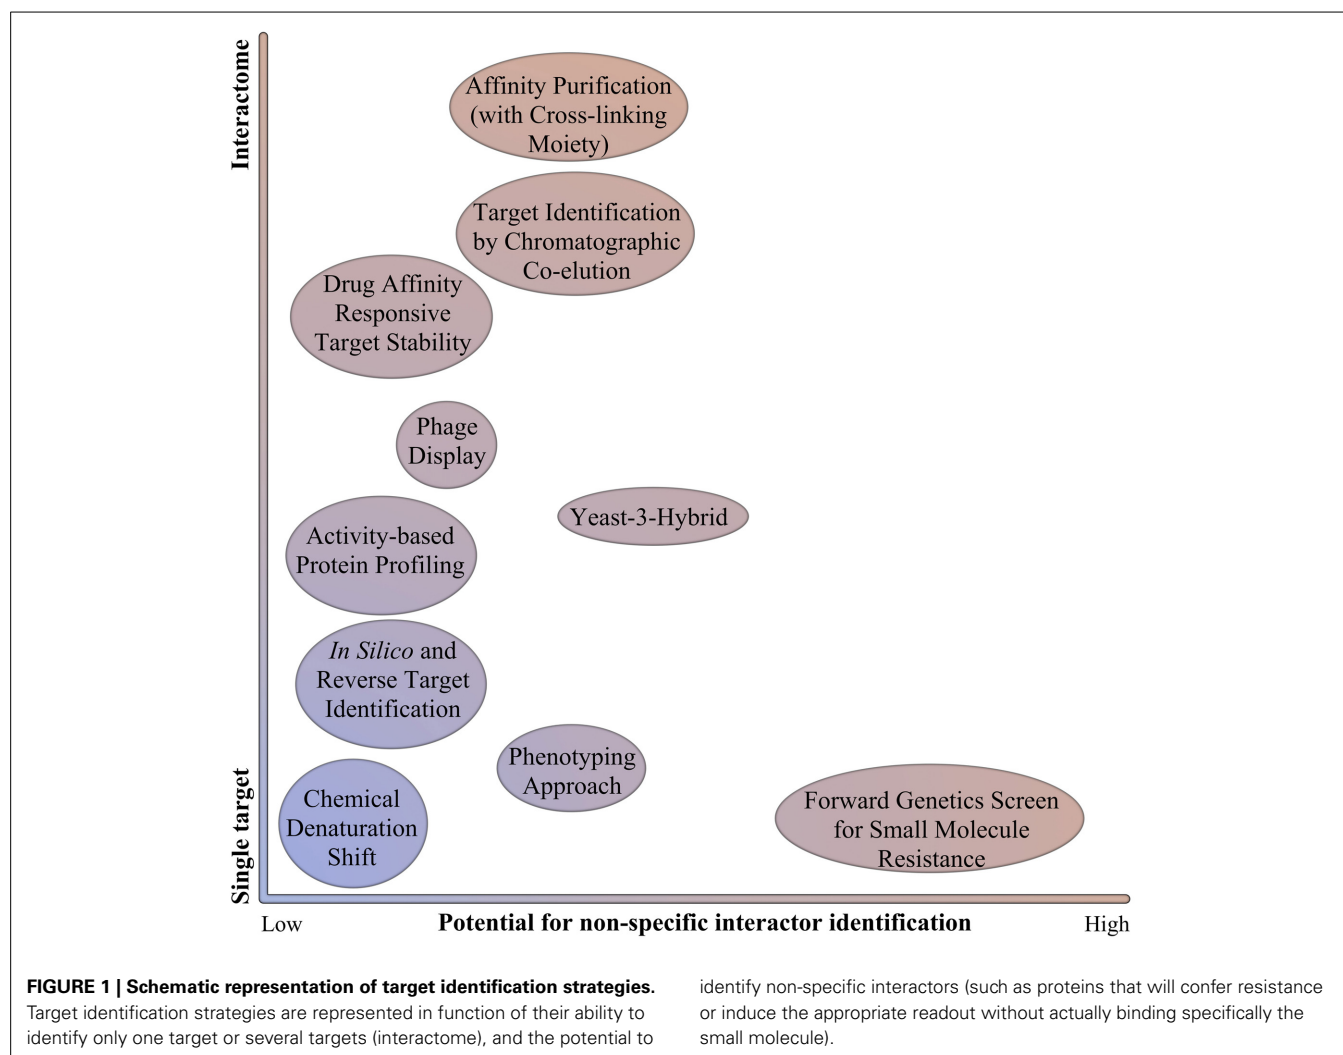 Interactome
Affinity Purification
(with Cross-linking
Moiety)
Target Identification
by Chromatographic
Co-elution
Drug Affinity
Responsive
Target Stability
Phage
Display
Yeast-3-Hybrid
Activity-based
Protein Profiling
In Silico and
Reverse Target
Identification
Phenotyping
Approach
Single target
Chemical
Denaturation
Shift
Forward Genetics Screen
for Small Molecule
Resistance
Low
Potential for non-specific interactor identification
High
FIGURE 1 | Schematic representation of target identification strategies.
Target identification strategies are represented in function of their ability to
identify only one target or several targets (interactome), and the potential to
identify non-specific interactors (such as proteins that will confer resistance
or induce the appropriate readout without actually binding specifically the
small molecule).